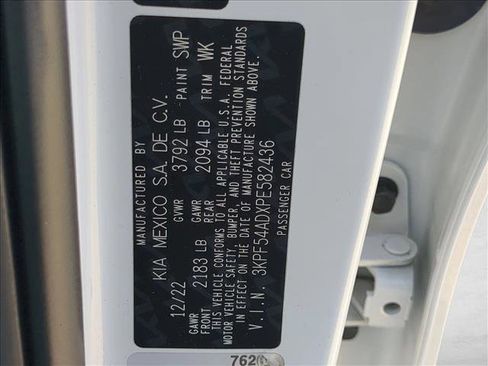 MANUFACTURED BY
KIA MEXICO S.A. DE C.V.
12/22 GVWR 3792 LB PAINT SWP
GAWR FRONT 2183 LB GAWR REAR 2094 LB TRIM WK
THIS VEHICLE CONFORMS TO ALL APPLICABLE U.S.A. FEDERAL
MOTOR VEHICLE SAFETY, BUMPER, AND THEFT PREVENTION STANDARDS
IN EFFECT ON THE DATE OF MANUFACTURE SHOWN ABOVE.
V.I.N. 3KPF54ADXPE582436
PASSENGER CAR